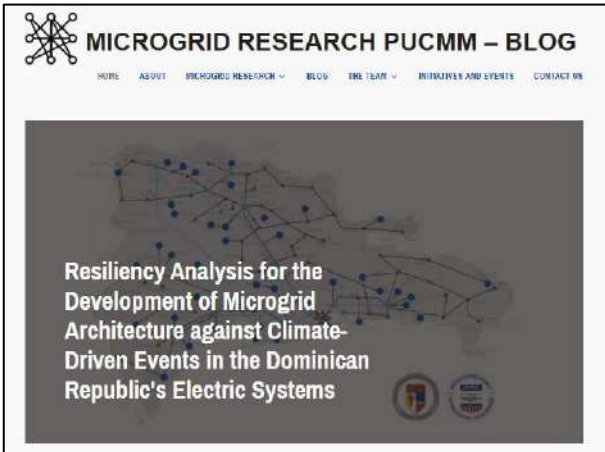 MICROGRID RESEARCH PUCMM – BLOG
HOME ABOUT MICROGRID RESEARCH BLOG THE TEAM INITIATIVES AND EVENTS CONTACT US
Resiliency Analysis for the
Development of Microgrid
Architecture against Climate-
Driven Events in the Dominican
Republic's Electric Systems